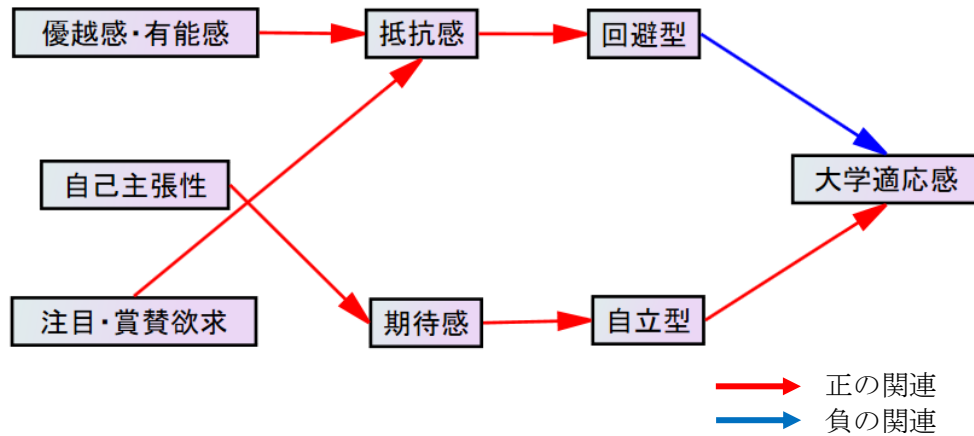 優越感・有能感
抵抗感
回避型
自己主張性
大学適応感
注目・賞賛欲求
期待感
自立型
正の関連
負の関連